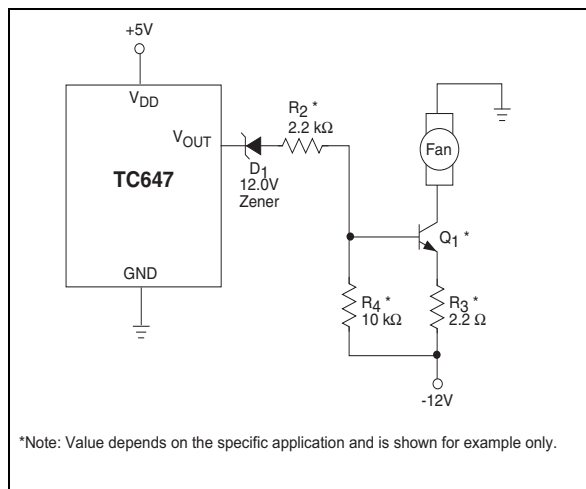 +5V
VDD
VOUT
TC647
GND
D1
12.0V
Zener
R2 *
2.2 kΩ
Fan
Q1 *
R4 *
10 kΩ
R3 *
2.2 Ω
-12V
*Note: Value depends on the specific application and is shown for example only.